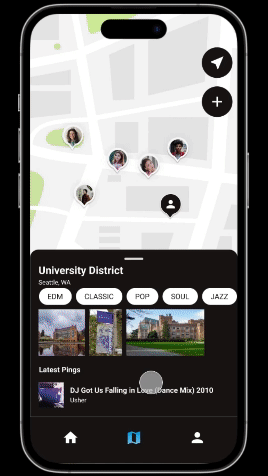 University District
Seattle, WA
EDM CLASSIC POP SOUL JAZZ
Latest Pings
DJ Got Us Falling in Love (Dance Mix) 2010
Usher